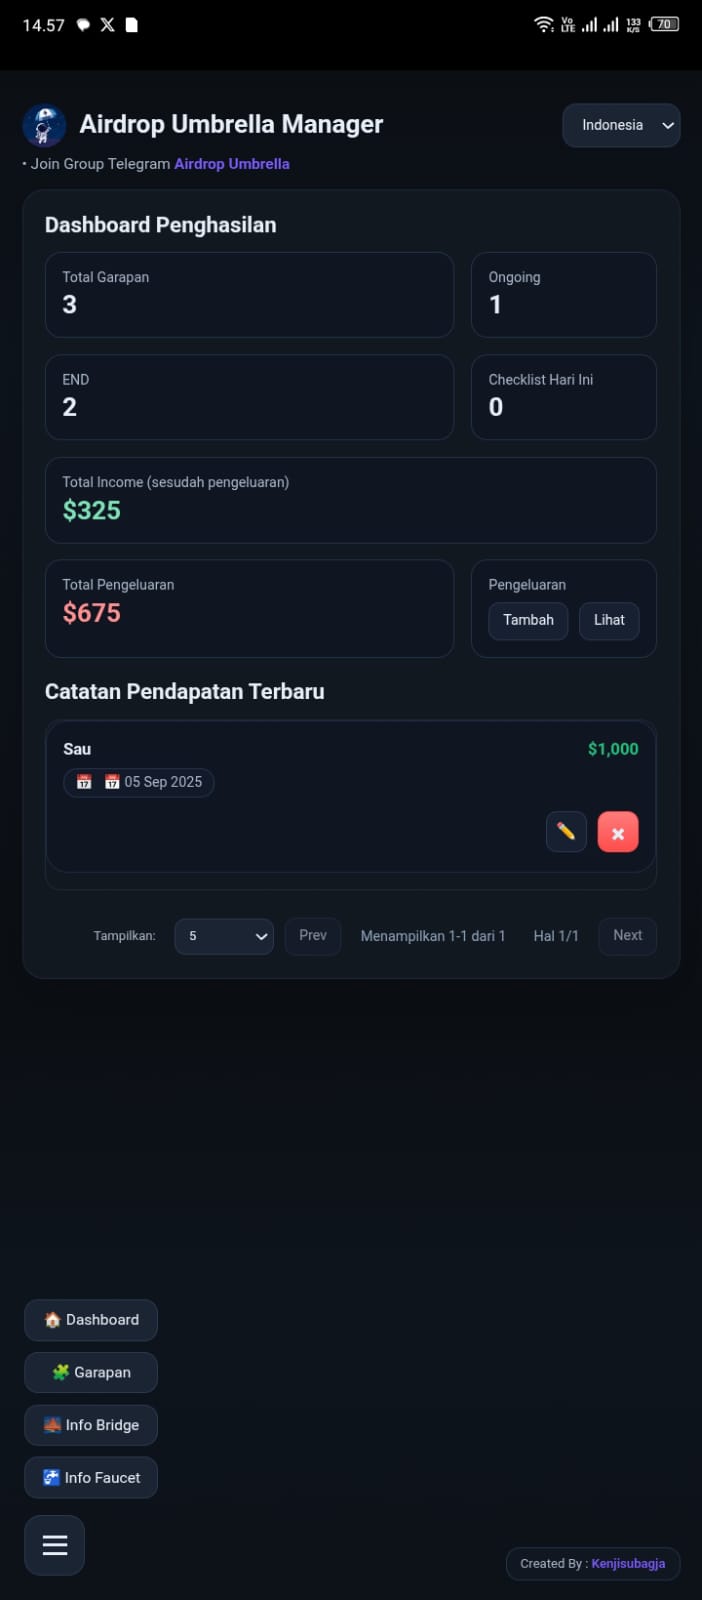 14.57
Vo
LTE
133
K/S
70
Airdrop Umbrella Manager
Indonesia
• Join Group Telegram Airdrop Umbrella
Dashboard Penghasilan
Total Garapan
3
Ongoing
1
END
2
Checklist Hari Ini
0
Total Income (sesudah pengeluaran)
$325
Total Pengeluaran
$675
Pengeluaran
Tambah Lihat
Catatan Pendapatan Terbaru
Sau $1,000
05 Sep 2025
Tampilkan: 5 Prev Menampilkan 1-1 dari 1 Hal 1/1 Next
Dashboard
Garapan
Info Bridge
Info Faucet
Created By : Kenjisubagja